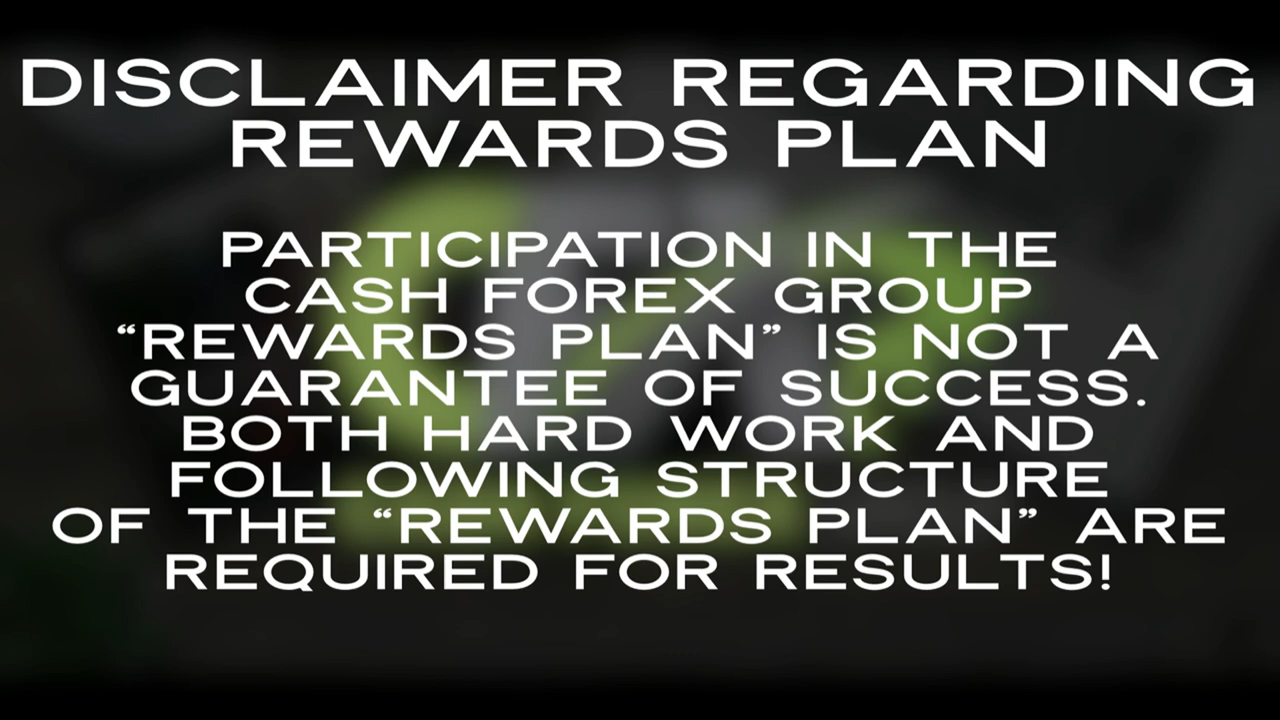 DISCLAIMER REGARDING
REWARDS PLAN
PARTICIPATION IN THE
CASH FOREX GROUP
“REWARDS PLAN” IS NOT A
GUARANTEE OF SUCCESS.
BOTH HARD WORK AND
FOLLOWING STRUCTURE
OF THE “REWARDS PLAN” ARE
REQUIRED FOR RESULTS!